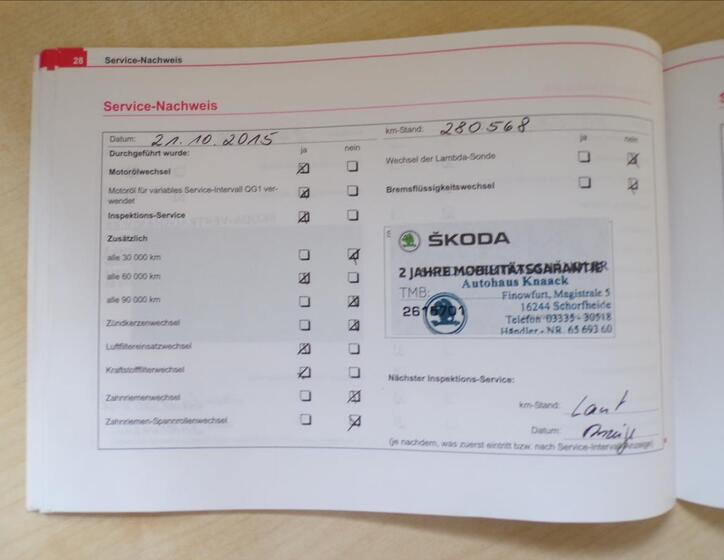 28 Service-Nachweis
Service-Nachweis
Datum: 21.10.2015
km-Stand: 280568
Durchgeführt wurde:
ja nein
Motorölwechsel
Motoröl für variables Service-Intervall QG1 ver-
wendet
Inspektions-Service
Zusätzlich
alle 30 000 km
alle 60 000 km
alle 90 000 km
Zündkerzenwechsel
Luftfiltereinsatzwechsel
Kraftstofffilterwechsel
Zahnriemenwechsel
Zahnriemen-Spannrollenwechsel
ja nein
Wechsel der Lambda-Sonde
Bremsflüssigkeitswechsel
ŠKODA
2 JAHRE MOBILITÄTSGARANTIE
Autohaus Knaack
TMB:
Finowfurt, Magistrale 5
16244 Schorfheide
Telefon 03335 - 30518
Händler - NR. 65 693 60
Nächster Inspektions-Service:
km-Stand: Laut
Datum: Anzeige
(je nachdem, was zuerst eintritt bzw. nach Service-Intervallanzeige)